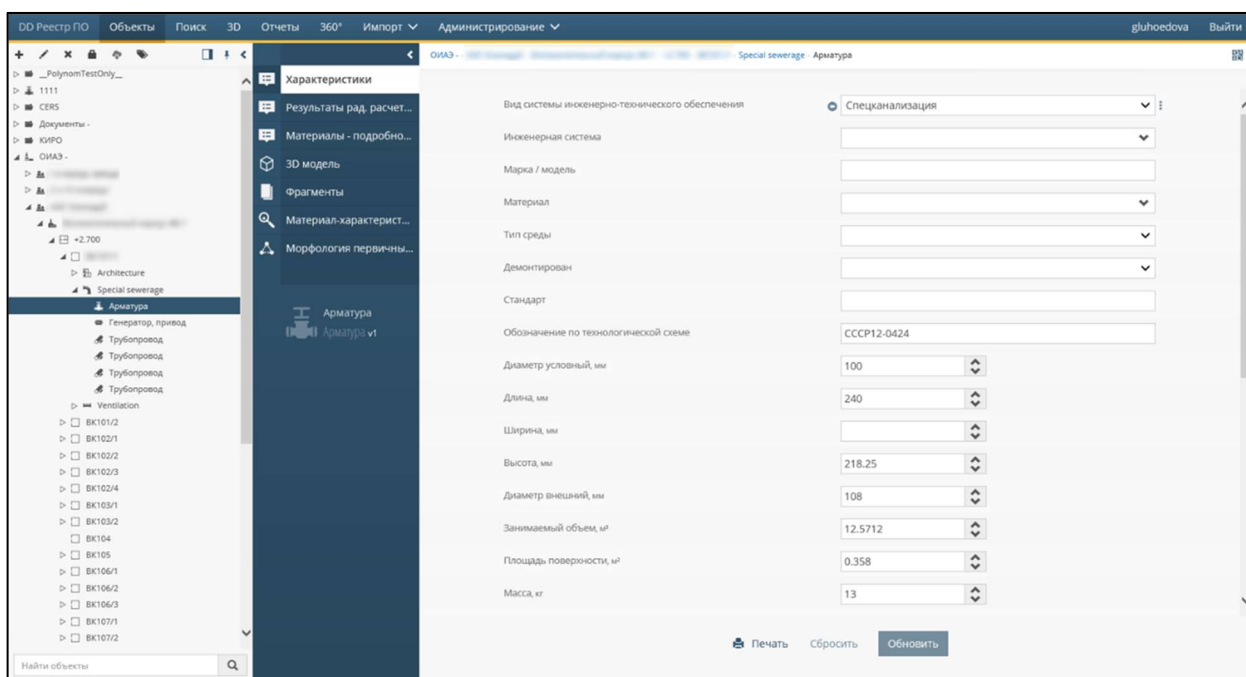 DD Реестр ПО Объекты Поиск 3D Отчеты 360° Импорт Администрирование gluhoedova Выйти
__PolynomTestOnly__
1111
CERS
Документы -
КИРО
ОИАЭ -
+2.700
Architecture
Special sewerage
Арматура
Генератор, привод
Трубопровод
Трубопровод
Трубопровод
Трубопровод
Ventilation
ВК101/2
ВК102/1
ВК102/2
ВК102/3
ВК102/4
ВК103/1
ВК103/2
ВК104
ВК105
ВК106/1
ВК106/2
ВК106/3
ВК107/1
ВК107/2
Найти объекты
Характеристики
Результаты рад. расчет...
Материалы - подробно...
3D модель
Фрагменты
Материал-характерист...
Морфология первичны...
Арматура
Арматура v1
ОИАЭ - Special sewerage - Арматура
Вид системы инженерно-технического обеспечения Спецканализация
Инженерная система
Марка / модель
Материал
Тип среды
Демонтирован
Стандарт
Обозначение по технологической схеме СССР12-0424
Диаметр условный, мм 100
Длина, мм 240
Ширина, мм
Высота, мм 218.25
Диаметр внешний, мм 108
Занимаемый объем, м³ 12.5712
Площадь поверхности, м² 0.358
Масса, кг 13
Печать Сбросить Обновить